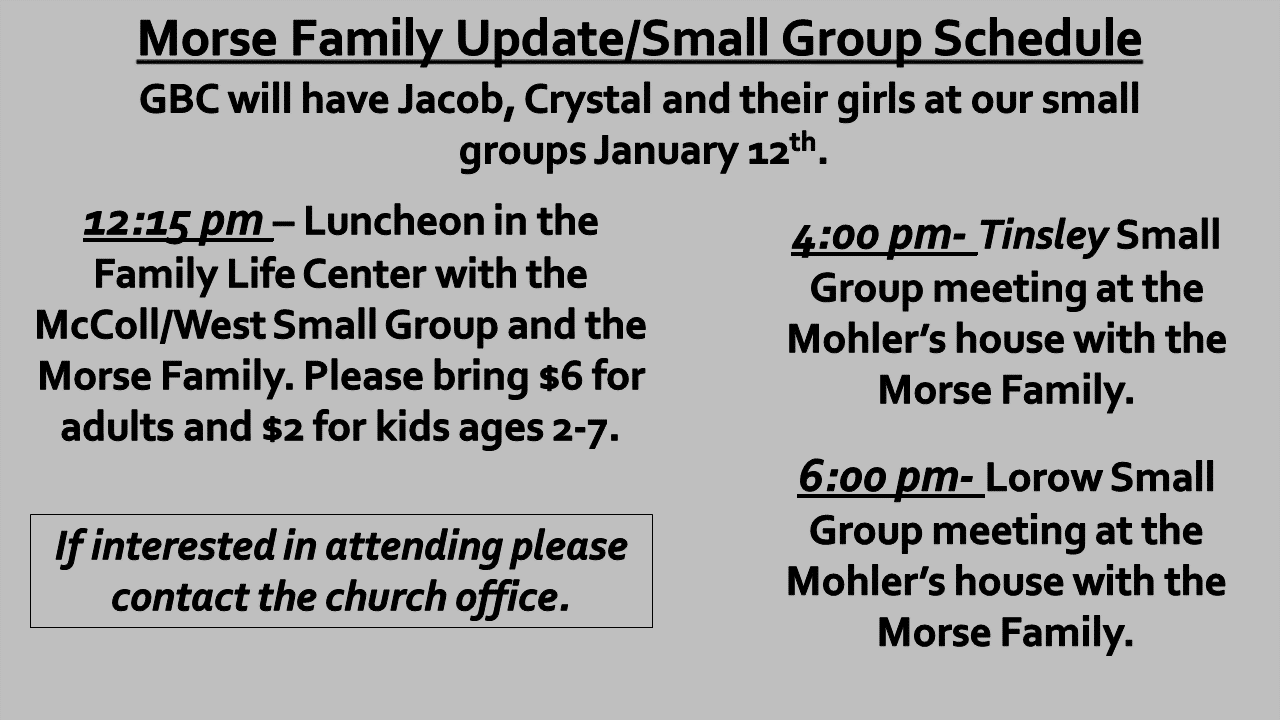 Morse Family Update/Small Group Schedule
GBC will have Jacob, Crystal and their girls at our small
groups January 12th.
12:15 pm – Luncheon in the
Family Life Center with the
McColl/West Small Group and the
Morse Family. Please bring $6 for
adults and $2 for kids ages 2-7.
If interested in attending please
contact the church office.
4:00 pm- Tinsley Small
Group meeting at the
Mohler’s house with the
Morse Family.
6:00 pm- Lorow Small
Group meeting at the
Mohler’s house with the
Morse Family.